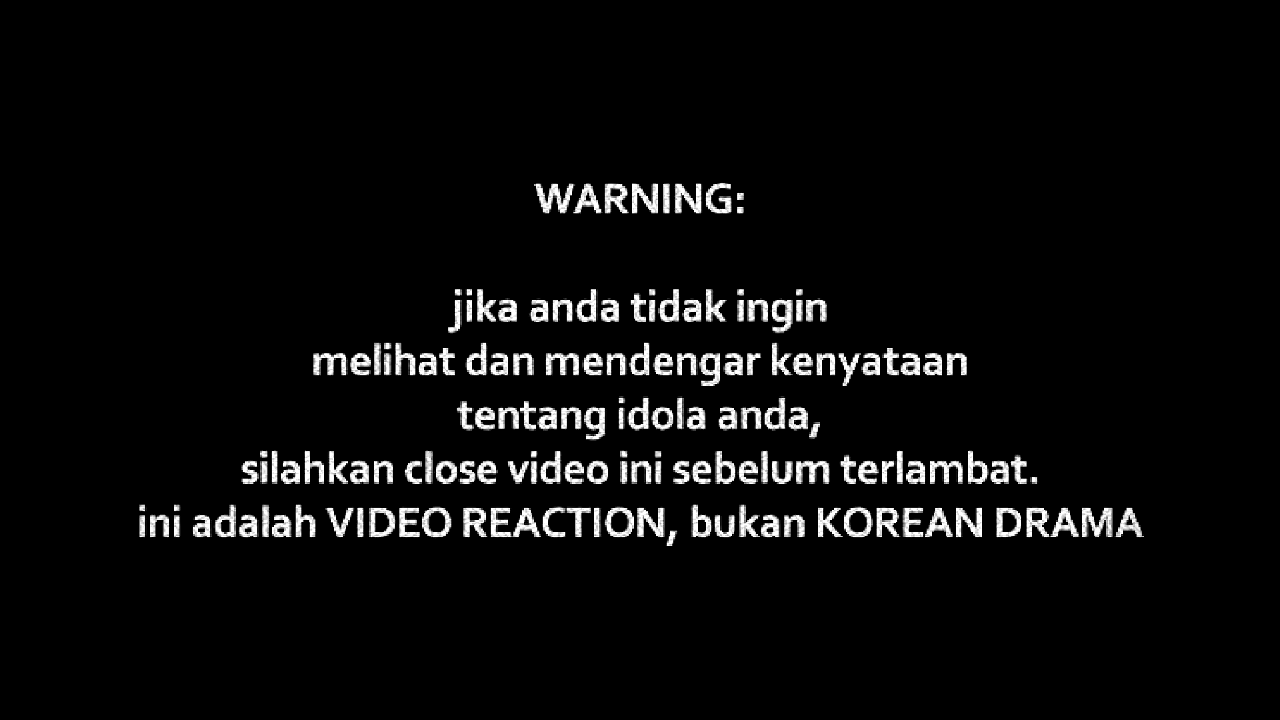 WARNING:
jika anda tidak ingin
melihat dan mendengar kenyataan
tentang idola anda,
silahkan close video ini sebelum terlambat.
ini adalah VIDEO REACTION, bukan KOREAN DRAMA